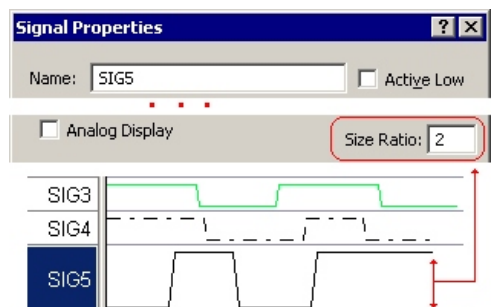 Signal Properties
Name: SIG5 Active Low
Analog Display Size Ratio: 2
SIG3
SIG4
SIG5